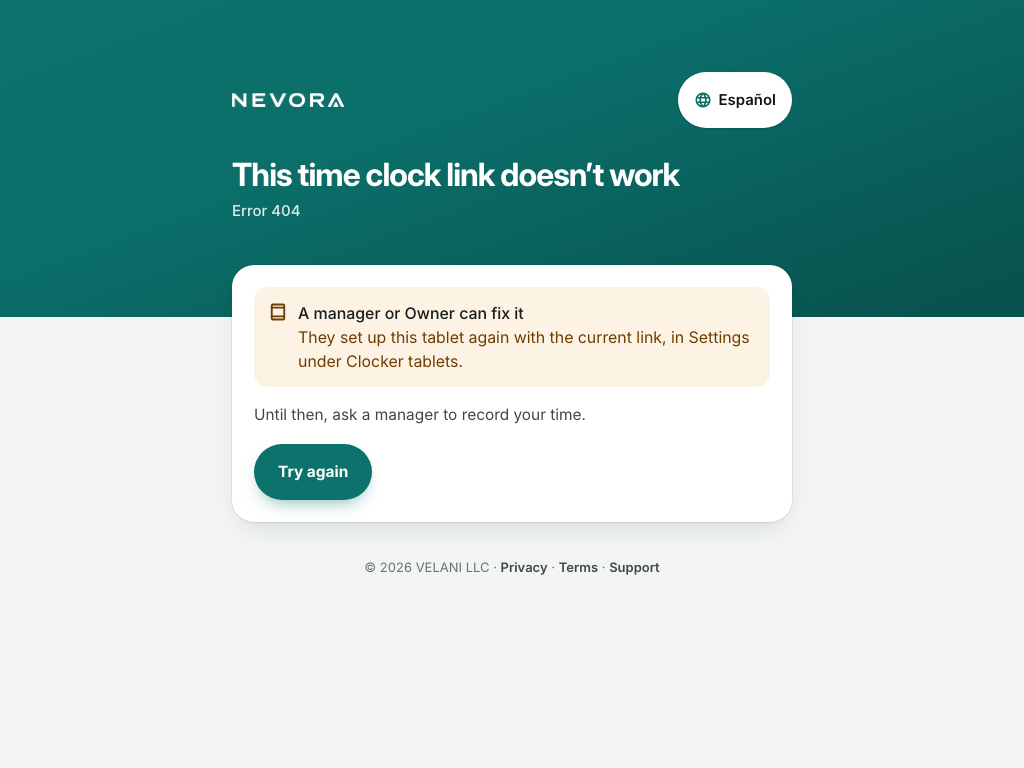 NEVORA
Español
This time clock link doesn’t work
Error 404
A manager or Owner can fix it
They set up this tablet again with the current link, in Settings
under Clocker tablets.
Until then, ask a manager to record your time.
Try again
© 2026 VELANI LLC · Privacy · Terms · Support